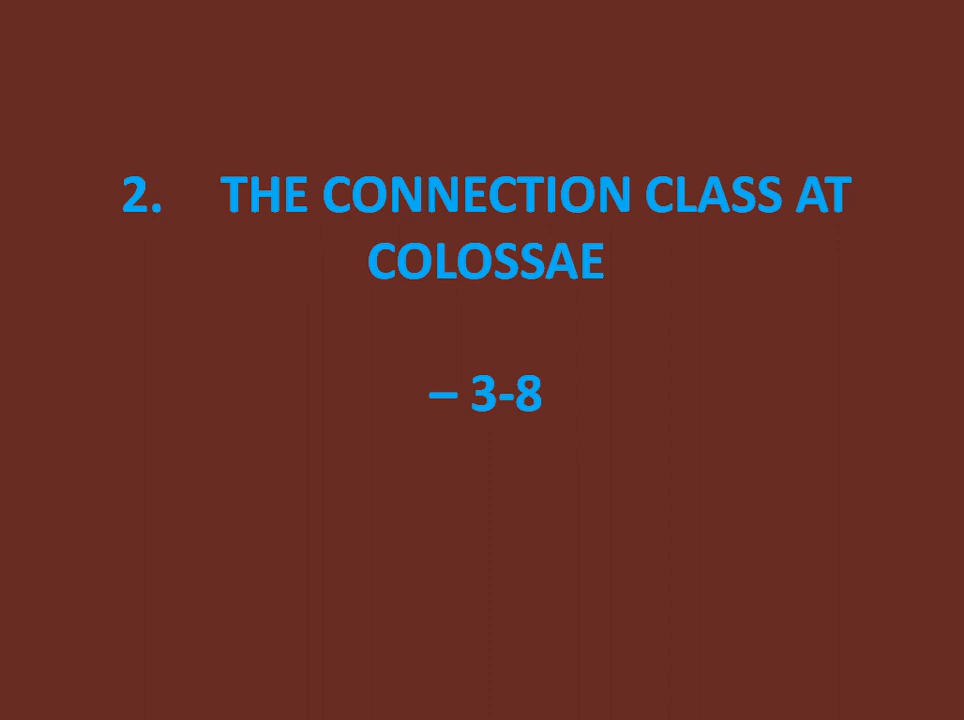 2. THE CONNECTION CLASS AT
COLOSSAE
– 3-8